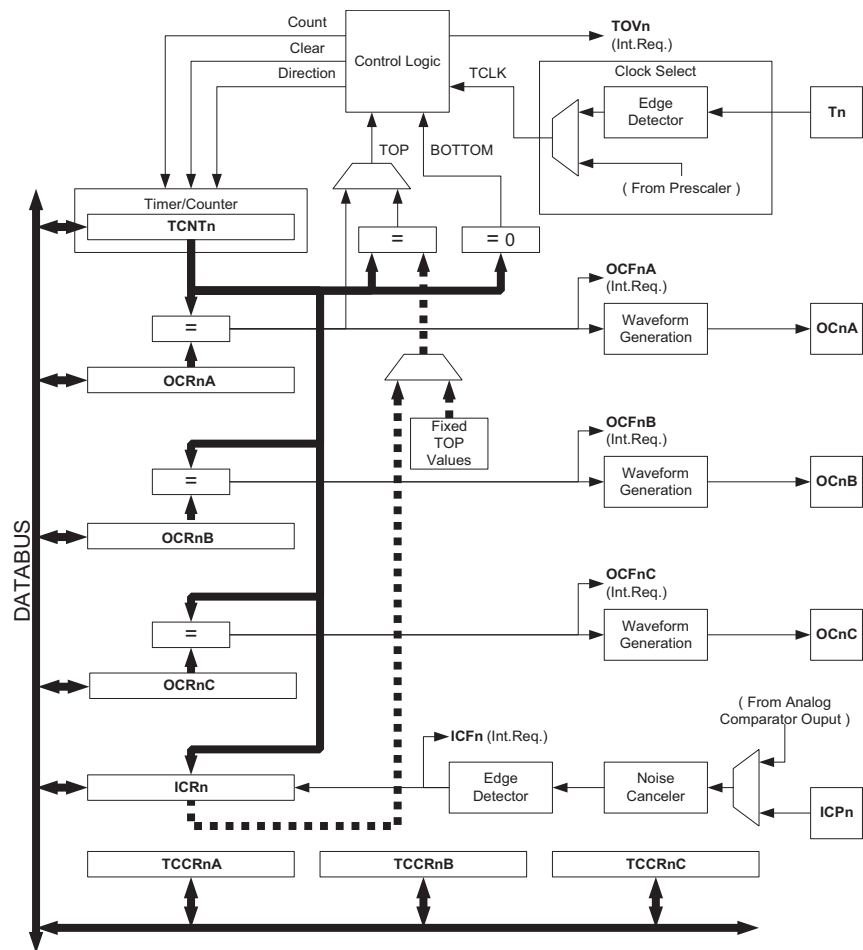 Count
Clear
Direction
Control Logic
TOVn
(Int.Req.)
TCLK
Clock Select
Edge
Detector
Tn
( From Prescaler )
TOP
BOTTOM
Timer/Counter
TCNTn
=
= 0
=
OCRnA
OCFnA
(Int.Req.)
Waveform
Generation
OCnA
Fixed
TOP
Values
=
OCRnB
OCFnB
(Int.Req.)
Waveform
Generation
OCnB
DATABUS
=
OCRnC
OCFnC
(Int.Req.)
Waveform
Generation
OCnC
( From Analog
Comparator Ouput )
ICFn (Int.Req.)
ICRn
Edge
Detector
Noise
Canceler
ICPn
TCCRnA
TCCRnB
TCCRnC